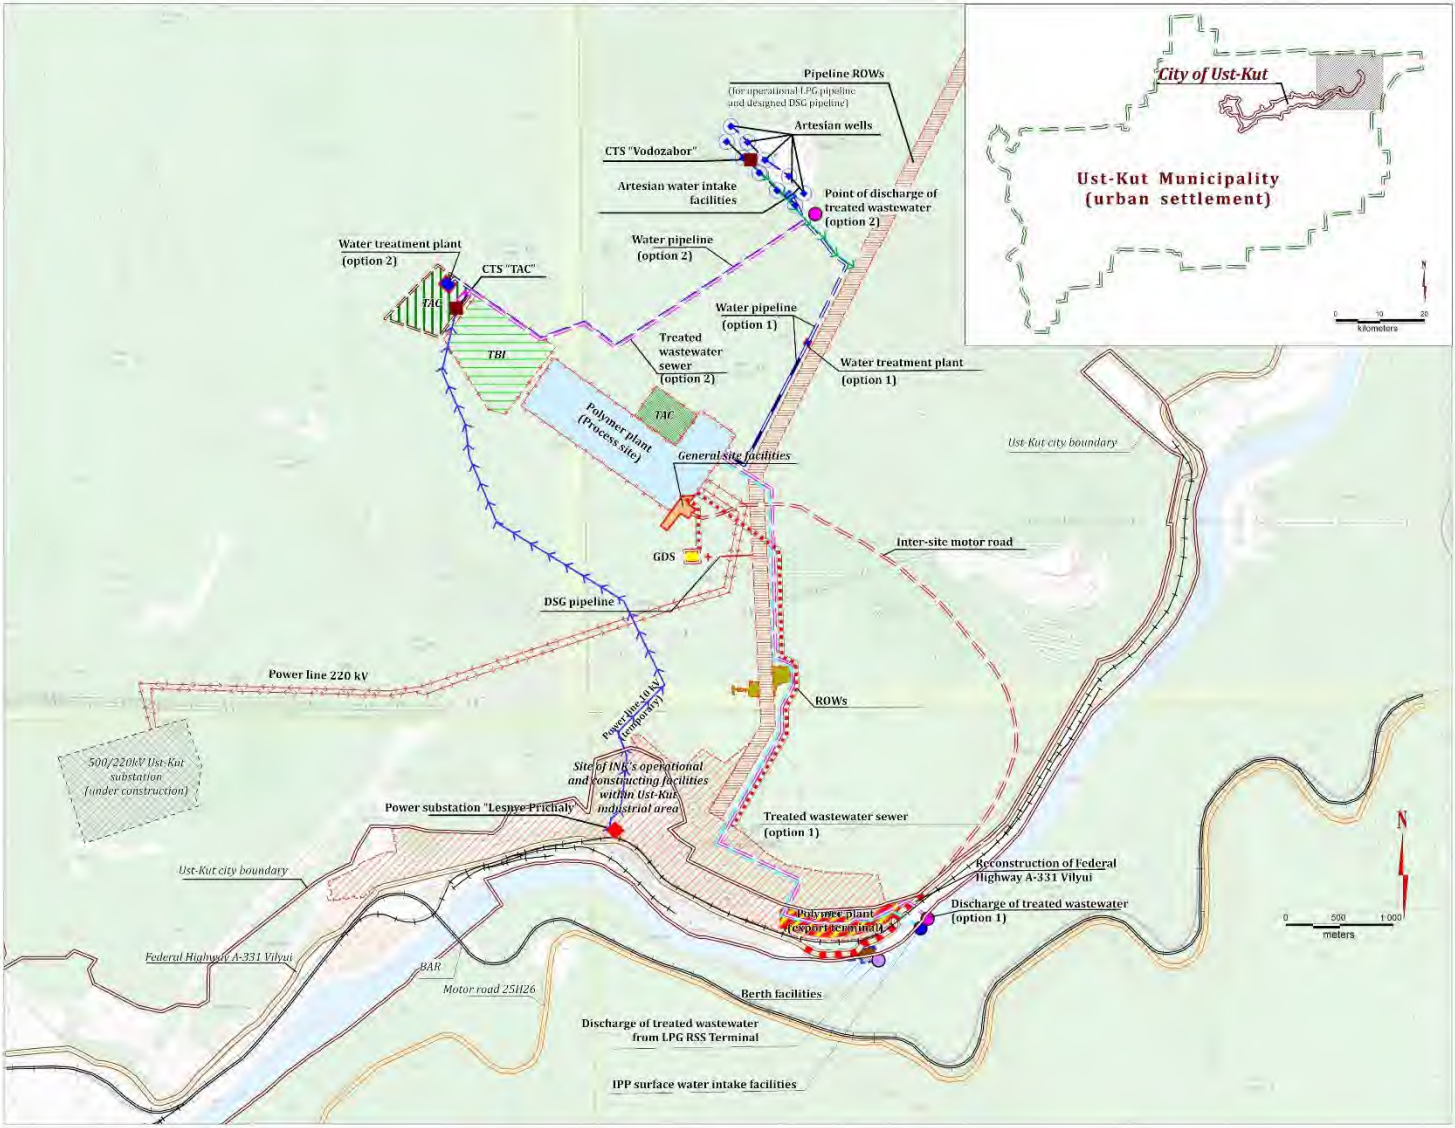 Pipeline ROWs
(for operational LPG pipeline
and designed DSG pipeline)
Artesian wells
CTS "Vodozabor"
Artesian water intake
facilities
Point of discharge of
treated wastewater
(option 2)
Water pipeline
(option 2)
Water treatment plant
(option 2)
CTS "TAC"
TAC
TBI
Water pipeline
(option 1)
Treated
wastewater
sewer
(option 2)
Water treatment plant
(option 1)
TAC
Polymer plant
(Process site)
General site facilities
GDS
DSG pipeline
Inter-site motor road
Ust-Kut city boundary
Power line 220 kV
ROWs
Power line 10 kV
(temporary)
500/220kV Ust-Kut
substation
(under construction)
Site of INK's operational
and constructing facilities
within Ust-Kut
industrial area
Power substation "Lesnye Prichaly"
Treated wastewater sewer
(option 1)
Ust-Kut city boundary
Reconstruction of Federal
Highway A-331 Vilyui
Polymer plant
(export terminal)
Discharge of treated wastewater
(option 1)
Federal Highway A-331 Vilyui
BAR
Motor road 25H26
Berth facilities
Discharge of treated wastewater
from LPG RSS Terminal
IPP surface water intake facilities
N
0 500 1 000
meters
City of Ust-Kut
Ust-Kut Municipality
(urban settlement)
N
0 10 20
kilometers